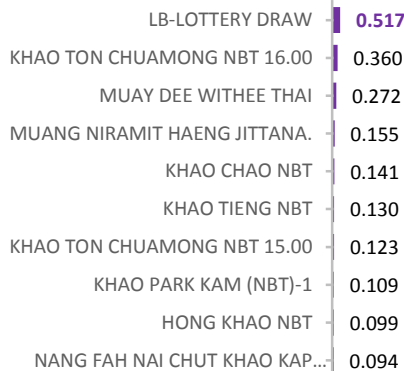 LB-LOTTERY DRAW 0.517
KHAO TON CHUAMONG NBT 16.00 0.360
MUAY DEE WITHEE THAI 0.272
MUANG NIRAMIT HAENG JITTANA. 0.155
KHAO CHAO NBT 0.141
KHAO TIENG NBT 0.130
KHAO TON CHUAMONG NBT 15.00 0.123
KHAO PARK KAM (NBT)-1 0.109
HONG KHAO NBT 0.099
NANG FAH NAI CHUT KHAO KAP... 0.094